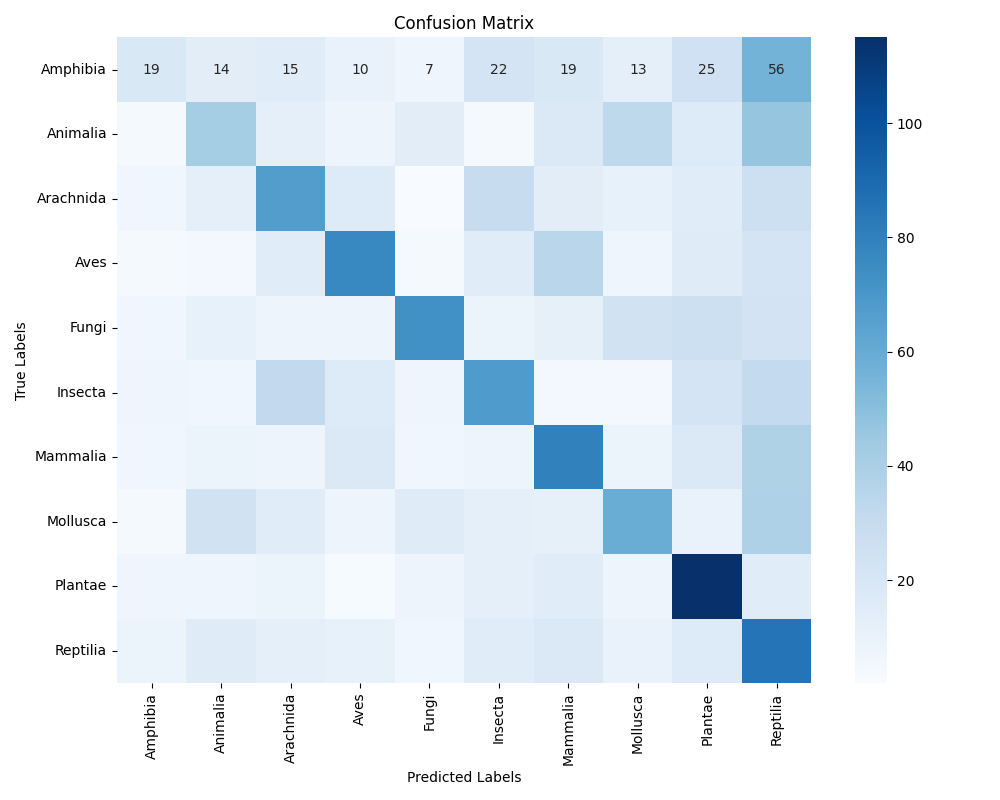 Confusion Matrix
Amphibia 19 14 15 10 7 22 19 13 25 56
Animalia
Arachnida
Aves
Fungi
Insecta
Mammalia
Mollusca
Plantae
Reptilia
True Labels
Amphibia Animalia Arachnida Aves Fungi Insecta Mammalia Mollusca Plantae Reptilia
Predicted Labels
100
80
60
40
20